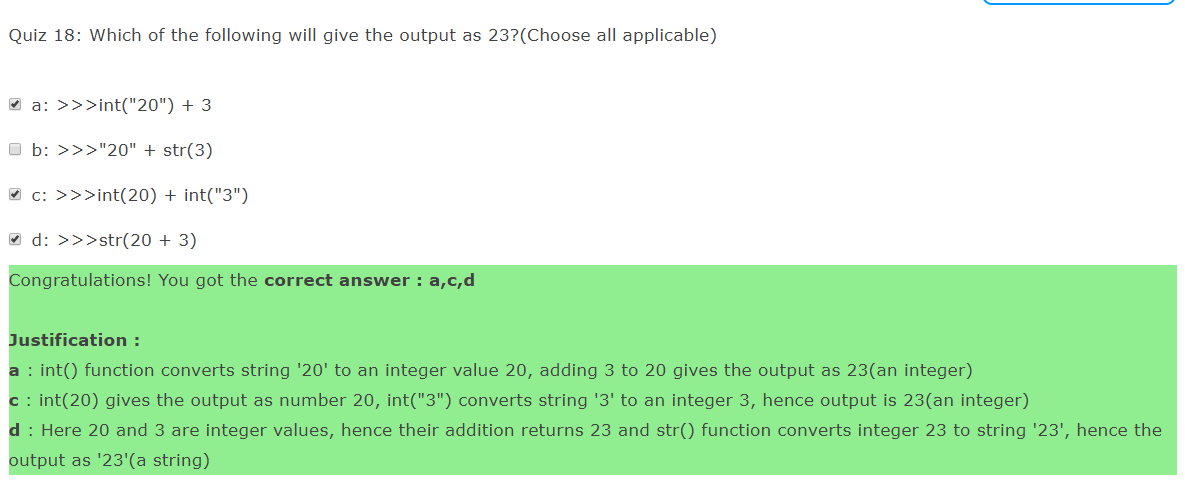 Quiz 18: Which of the following will give the output as 23?(Choose all applicable)
a: >>>int("20") + 3
b: >>>"20" + str(3)
c: >>>int(20) + int("3")
d: >>>str(20 + 3)
Congratulations! You got the correct answer : a,c,d
Justification :
a : int() function converts string '20' to an integer value 20, adding 3 to 20 gives the output as 23(an integer)
c : int(20) gives the output as number 20, int("3") converts string '3' to an integer 3, hence output is 23(an integer)
d : Here 20 and 3 are integer values, hence their addition returns 23 and str() function converts integer 23 to string '23', hence the
output as '23'(a string)